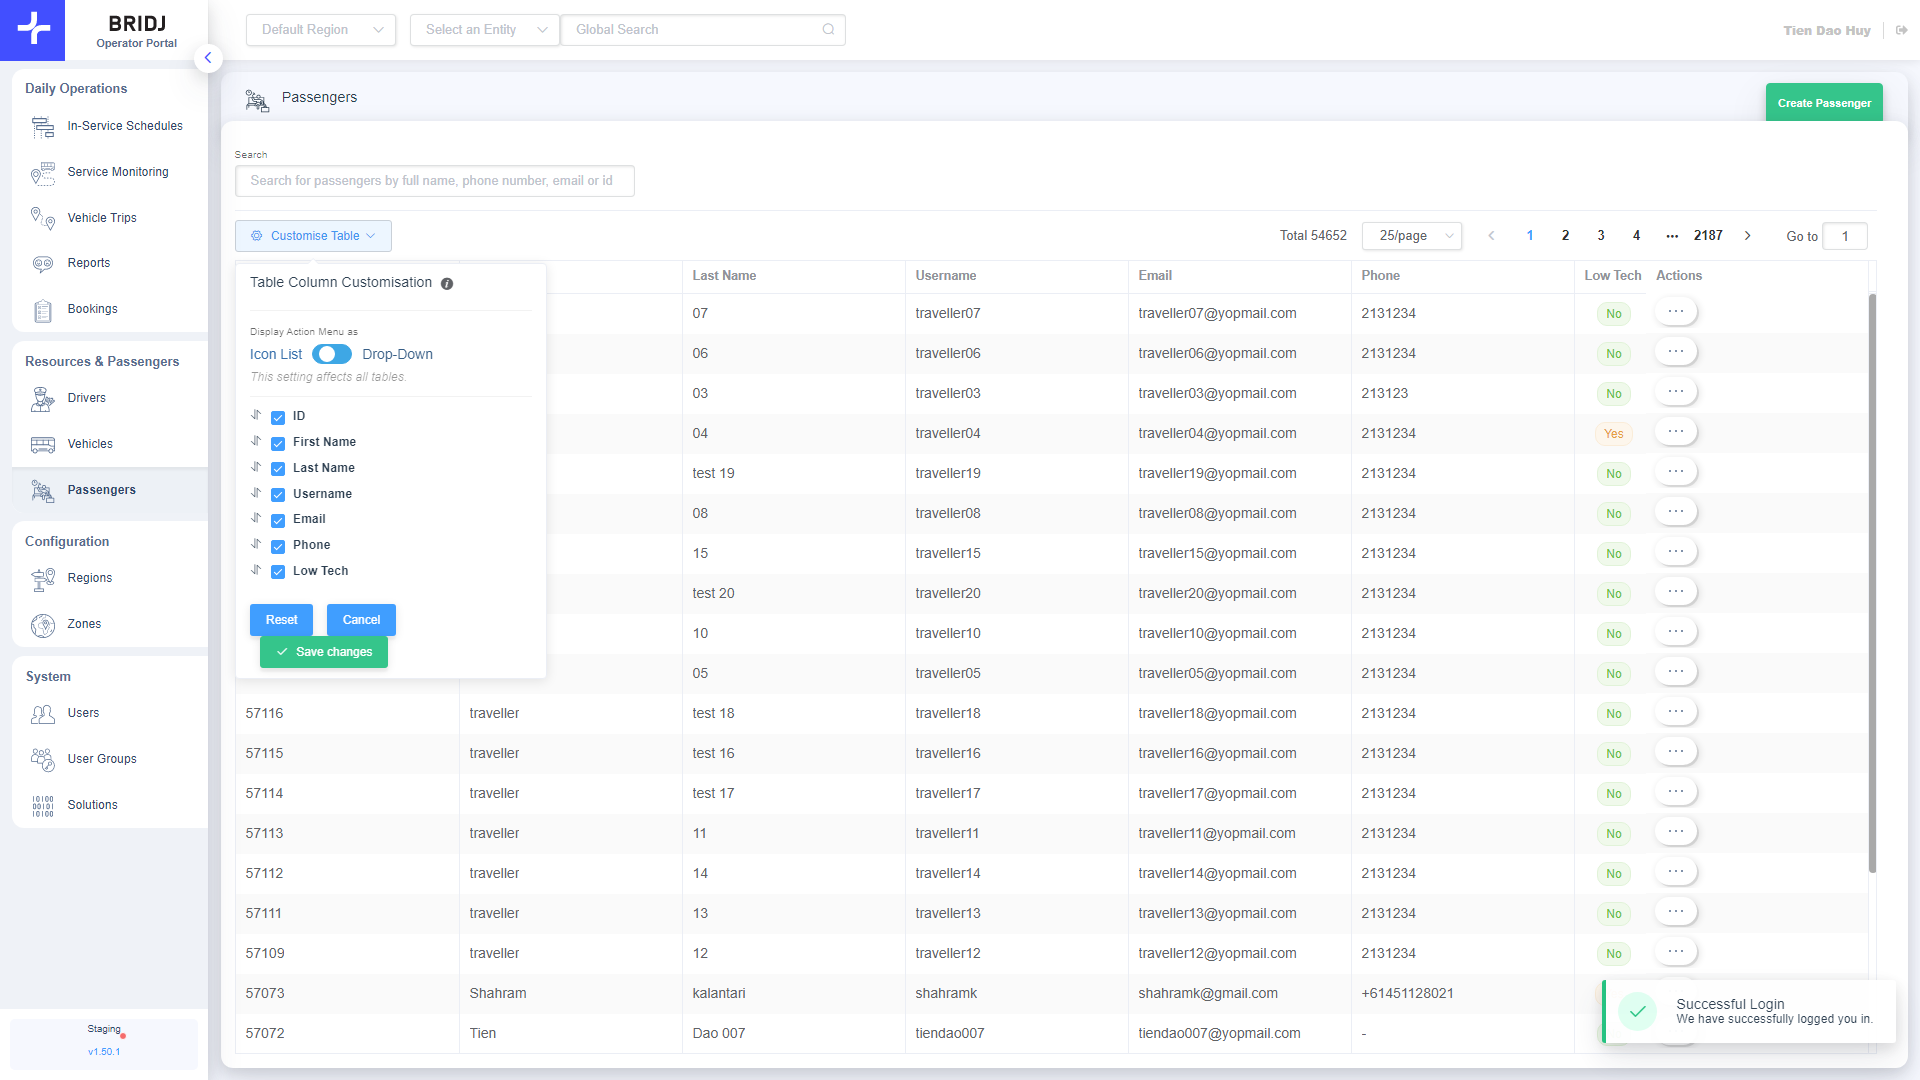 BRIDJ
Operator Portal
Default Region
Select an Entity
Global Search
Tien Dao Huy
Daily Operations
In-Service Schedules
Service Monitoring
Vehicle Trips
Reports
Bookings
Resources & Passengers
Drivers
Vehicles
Passengers
Configuration
Regions
Zones
System
Users
User Groups
Solutions
Staging
v1.50.1
Passengers
Create Passenger
Search
Search for passengers by full name, phone number, email or id
Customise Table
Total 54652 25/page 1 2 3 4 ... 2187 Go to 1
Table Column Customisation
Display Action Menu as
Icon List Drop-Down
This setting affects all tables.
ID
First Name
Last Name
Username
Email
Phone
Low Tech
Reset Cancel
Save changes
Last Name Username Email Phone Low Tech Actions
07 traveller07 traveller07@yopmail.com 2131234 No ...
06 traveller06 traveller06@yopmail.com 2131234 No ...
03 traveller03 traveller03@yopmail.com 213123 No ...
04 traveller04 traveller04@yopmail.com 2131234 Yes ...
test 19 traveller19 traveller19@yopmail.com 2131234 No ...
08 traveller08 traveller08@yopmail.com 2131234 No ...
15 traveller15 traveller15@yopmail.com 2131234 No ...
test 20 traveller20 traveller20@yopmail.com 2131234 No ...
10 traveller10 traveller10@yopmail.com 2131234 No ...
05 traveller05 traveller05@yopmail.com 2131234 No ...
57116 traveller test 18 traveller18 traveller18@yopmail.com 2131234 No ...
57115 traveller test 16 traveller16 traveller16@yopmail.com 2131234 No ...
57114 traveller test 17 traveller17 traveller17@yopmail.com 2131234 No ...
57113 traveller 11 traveller11 traveller11@yopmail.com 2131234 No ...
57112 traveller 14 traveller14 traveller14@yopmail.com 2131234 No ...
57111 traveller 13 traveller13 traveller13@yopmail.com 2131234 No ...
57109 traveller 12 traveller12 traveller12@yopmail.com 2131234 No ...
57073 Shahram kalantari shahramk shahramk@gmail.com +61451128021
57072 Tien Dao 007 tiendao007 tiendao007@yopmail.com -
Successful Login
We have successfully logged you in.